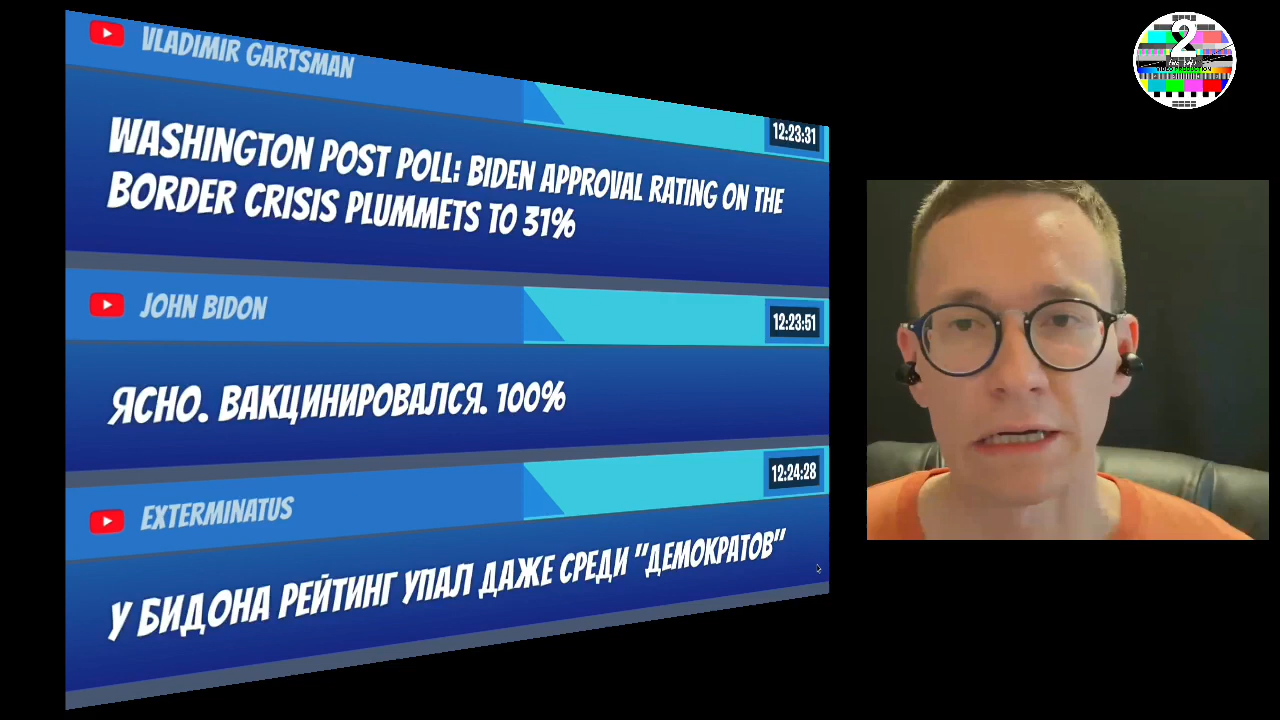 VLADIMIR GARTSMAN
12:23:31
WASHINGTON POST POLL: BIDEN APPROVAL RATING ON THE
BORDER CRISIS PLUMMETS TO 31%
JOHN BIDON
12:23:51
ЯСНО. ВАКЦИНИРОВАЛСЯ. 100%
EXTERMINATUS
12:24:28
У БИДОНА РЕЙТИНГ УПАЛ ДАЖЕ СРЕДИ "ДЕМОКРАТОВ"
2